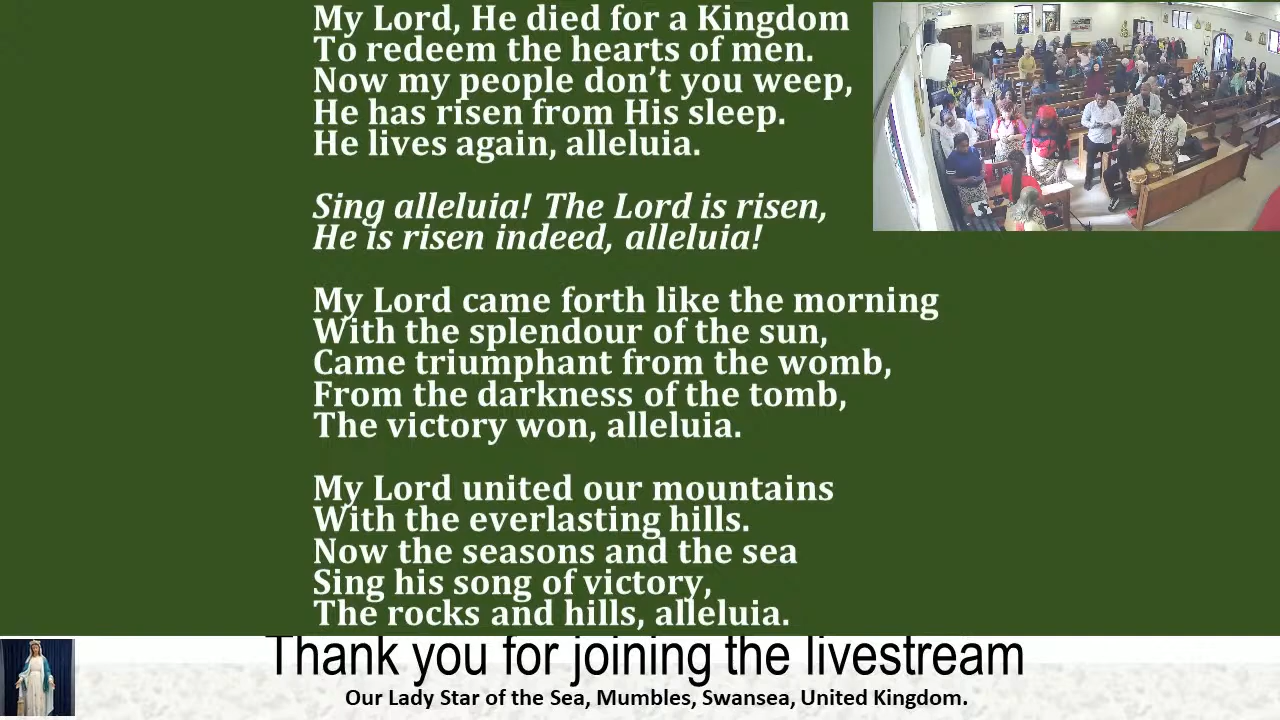 My Lord, He died for a Kingdom
To redeem the hearts of men.
Now my people don’t you weep,
He has risen from His sleep.
He lives again, alleluia.
Sing alleluia! The Lord is risen,
He is risen indeed, alleluia!
My Lord came forth like the morning
With the splendour of the sun,
Came triumphant from the womb,
From the darkness of the tomb,
The victory won, alleluia.
My Lord united our mountains
With the everlasting hills.
Now the seasons and the sea
Sing his song of victory,
The rocks and hills, alleluia.
Thank you for joining the livestream
Our Lady Star of the Sea, Mumbles, Swansea, United Kingdom.